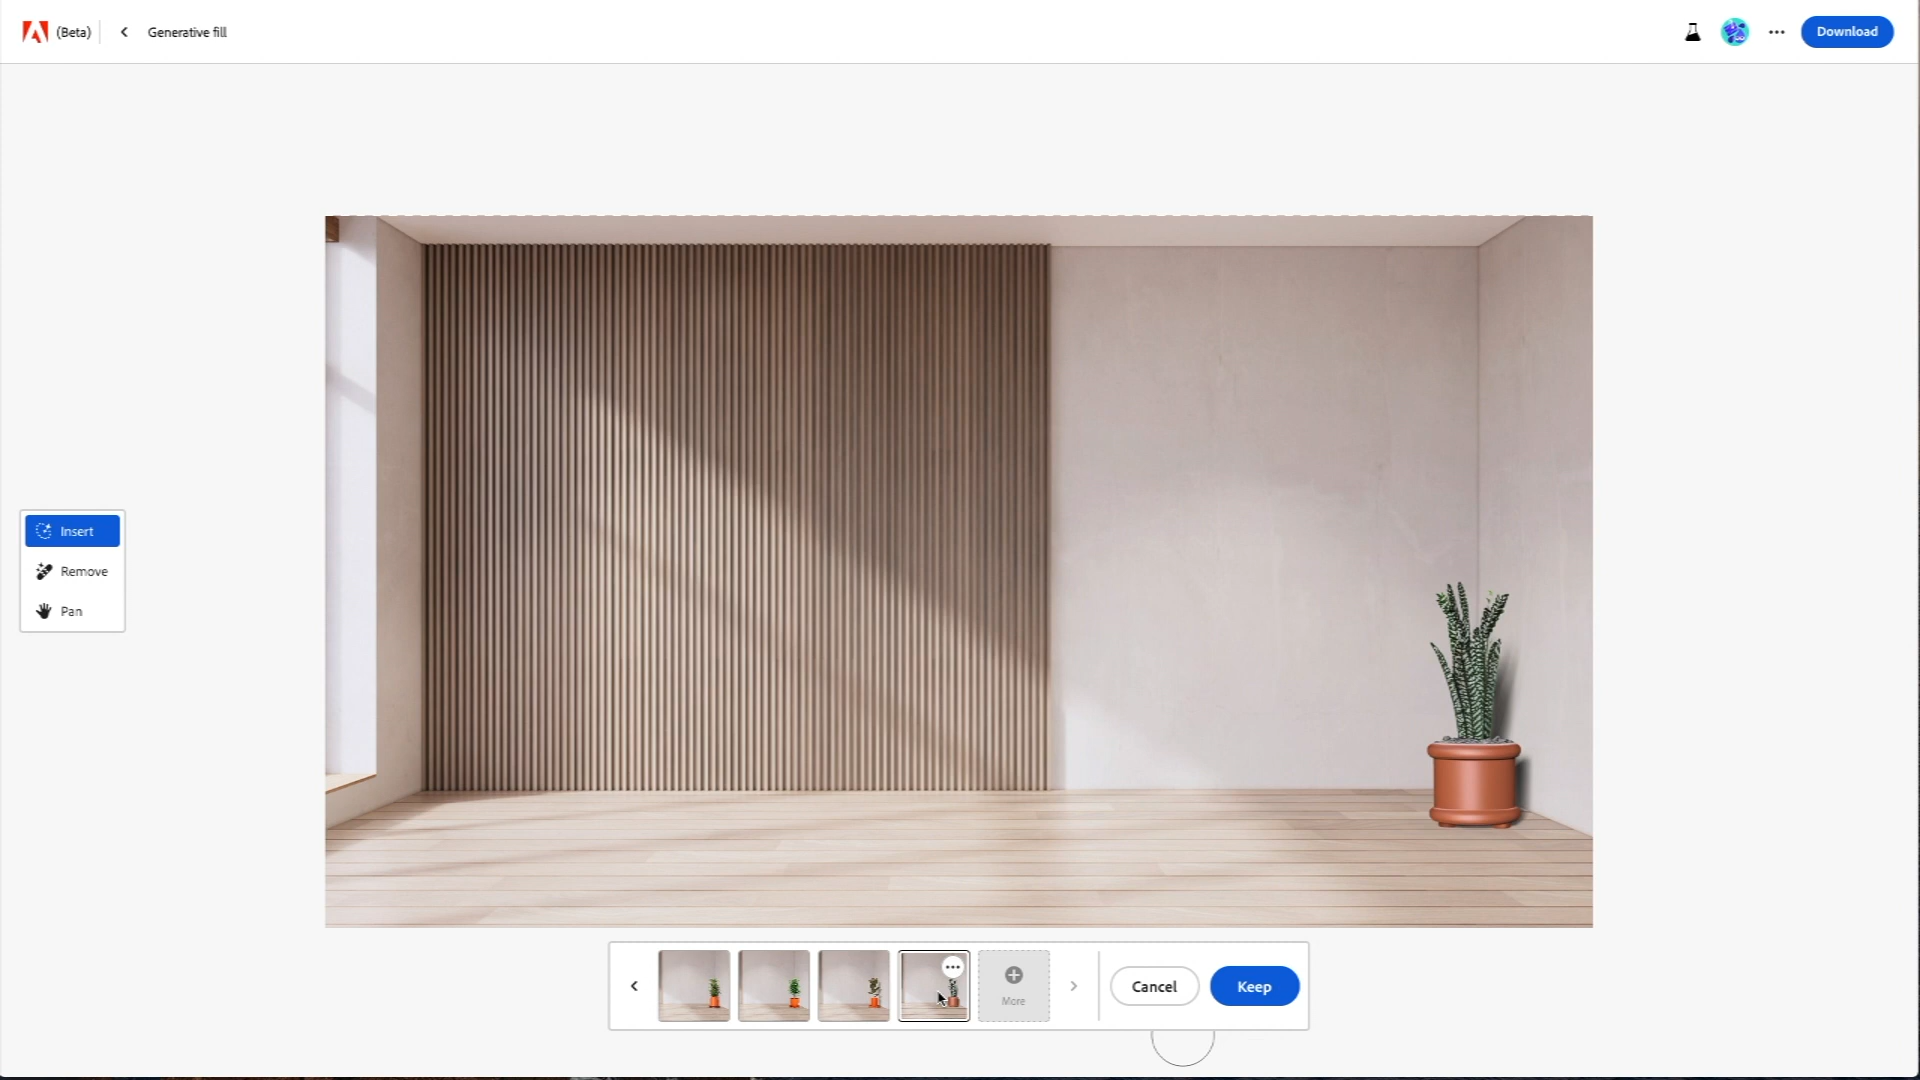 (Beta)
Generative fill
Download
Insert
Remove
Pan
More
Cancel
Keep